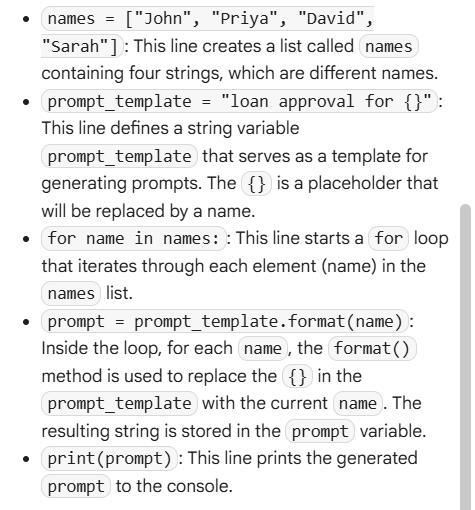 • names = ["John", "Priya", "David",
"Sarah"] : This line creates a list called names
containing four strings, which are different names.
• prompt_template = "loan approval for {}" :
This line defines a string variable
prompt_template that serves as a template for
generating prompts. The {} is a placeholder that
will be replaced by a name.
• for name in names: : This line starts a for loop
that iterates through each element (name) in the
names list.
• prompt = prompt_template.format(name) :
Inside the loop, for each name , the format()
method is used to replace the {} in the
prompt_template with the current name . The
resulting string is stored in the prompt variable.
• print(prompt) : This line prints the generated
prompt to the console.